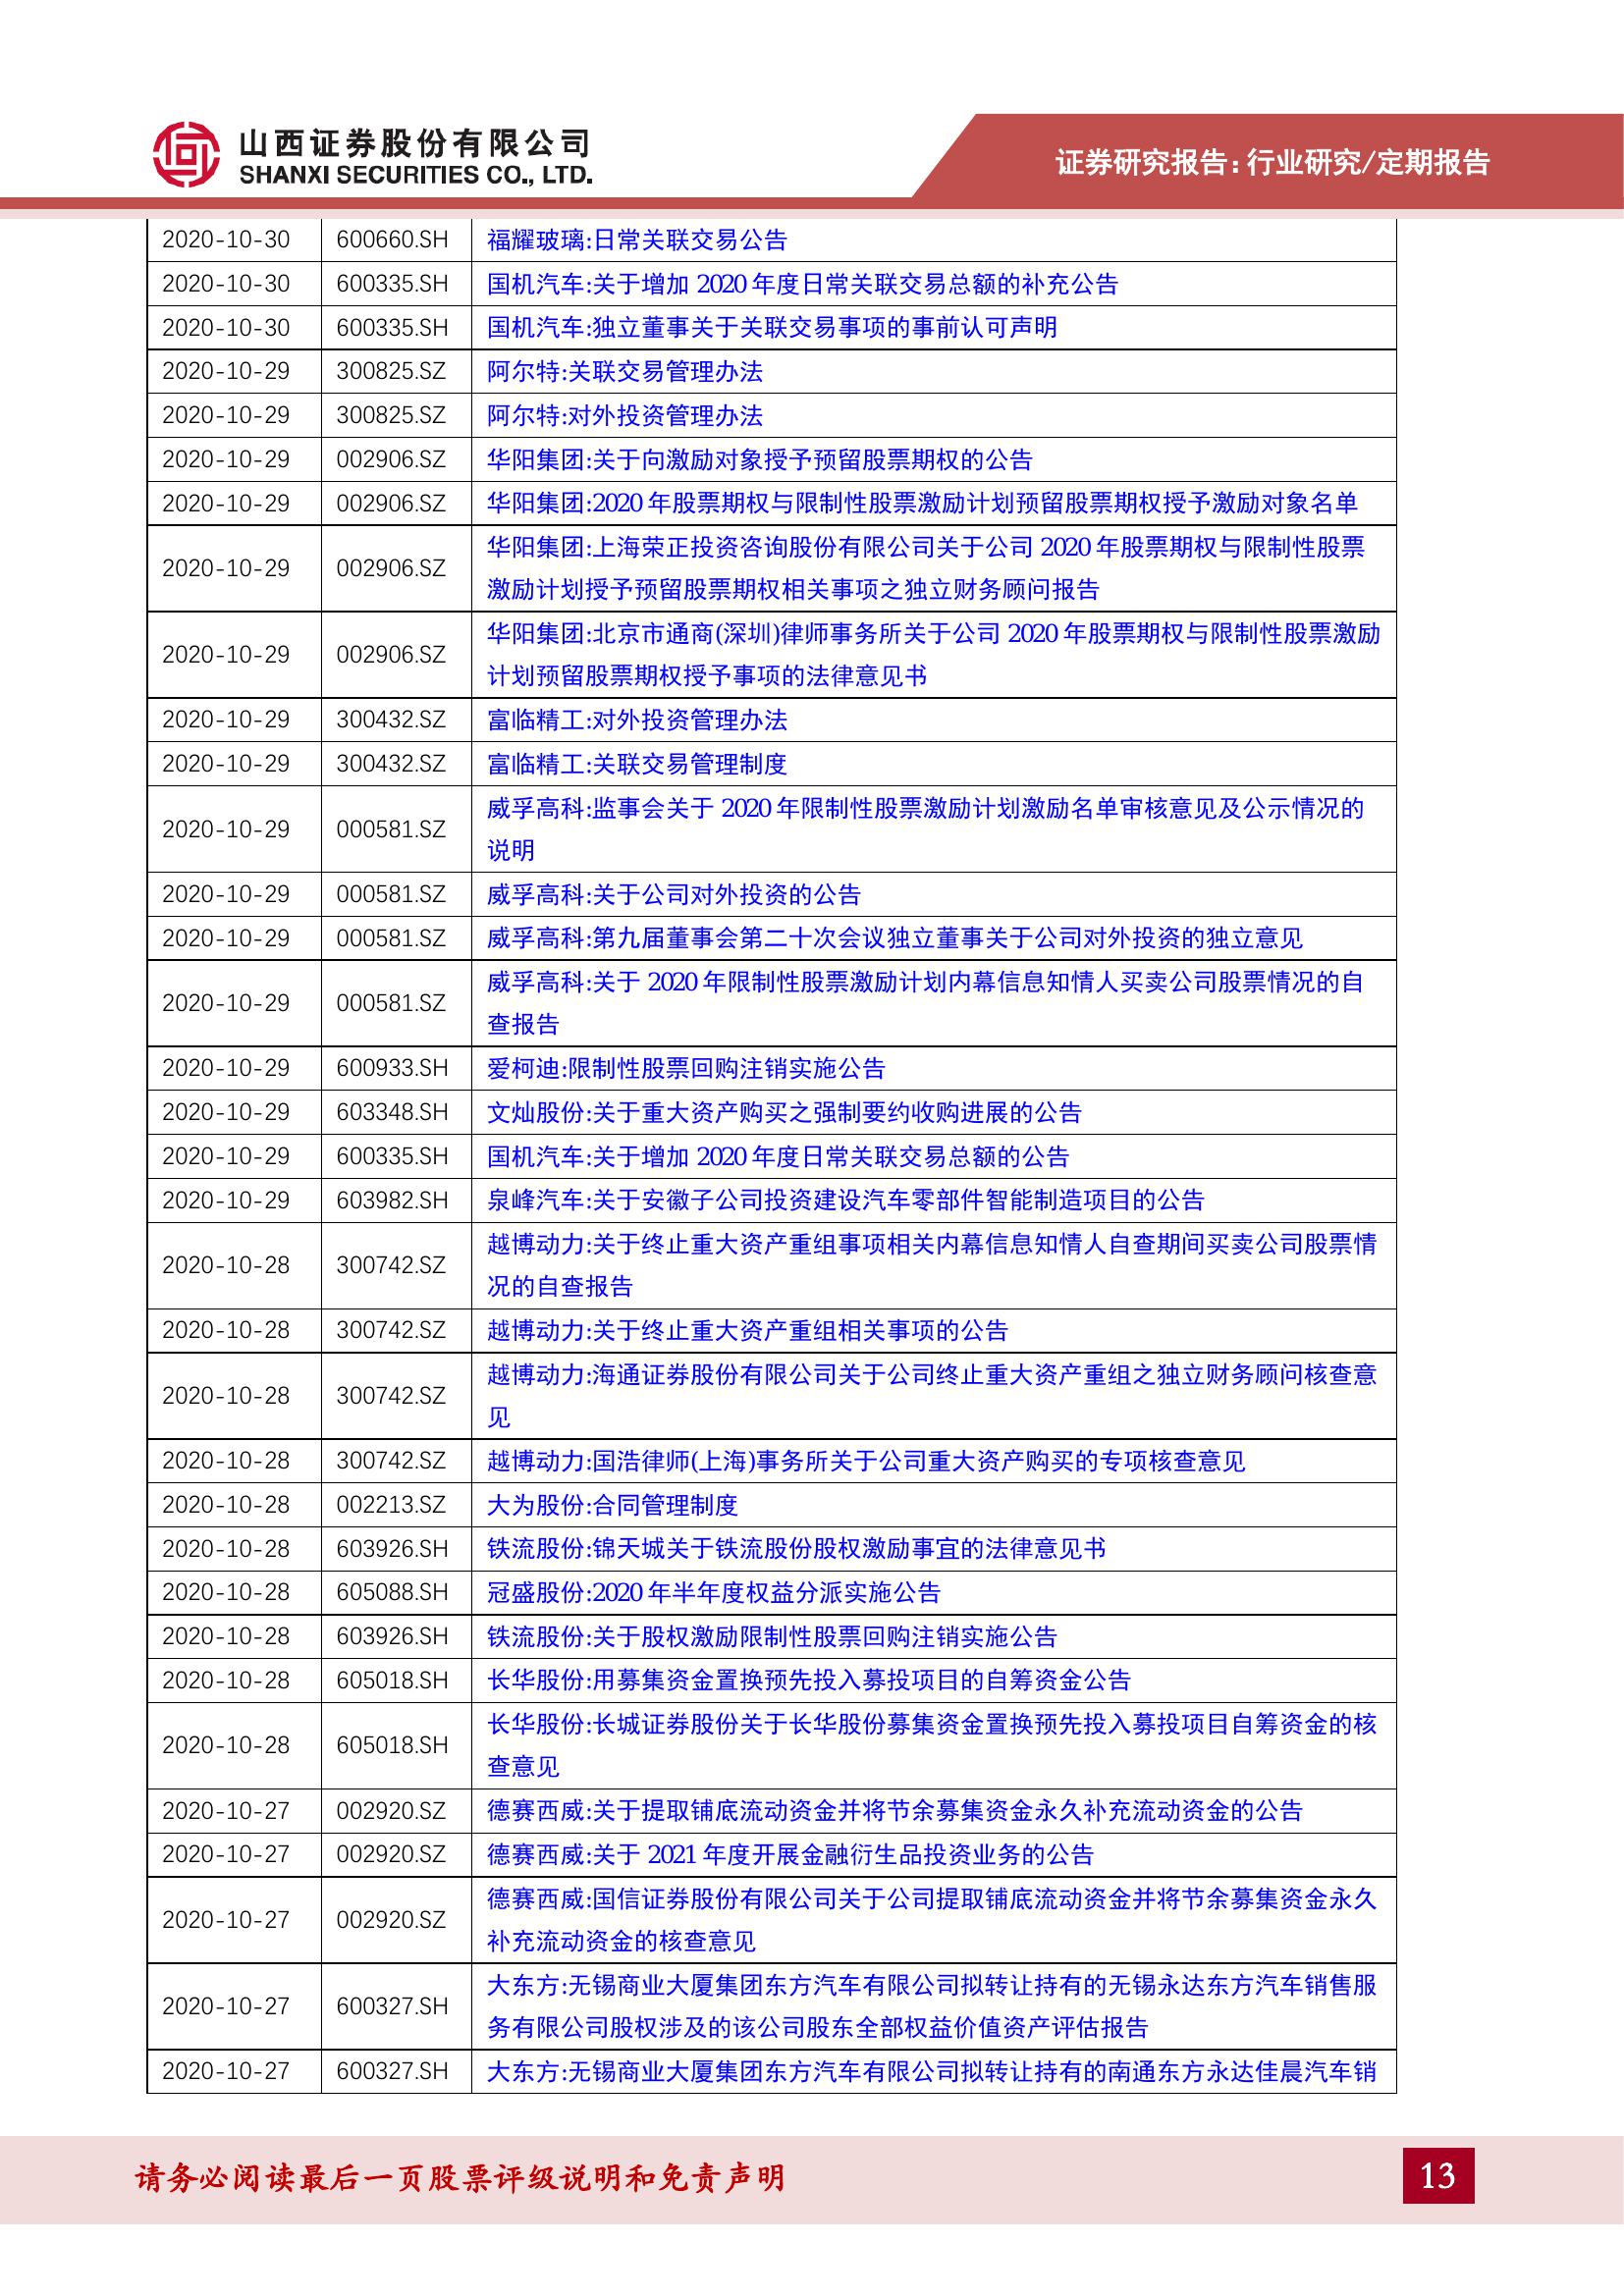 山西证券股份有限公司
SHANXI SECURITIES CO., LTD.
证券研究报告：行业研究/定期报告
2020-10-30 600660.SH 福耀玻璃:日常关联交易公告
2020-10-30 600335.SH 国机汽车:关于增加 2020 年度日常关联交易总额的补充公告
2020-10-30 600335.SH 国机汽车:独立董事关于关联交易事项的事前认可声明
2020-10-29 300825.SZ 阿尔特:关联交易管理办法
2020-10-29 300825.SZ 阿尔特:对外投资管理办法
2020-10-29 002906.SZ 华阳集团:关于向激励对象授予预留股票期权的公告
2020-10-29 002906.SZ 华阳集团:2020 年股票期权与限制性股票激励计划预留股票期权授予激励对象名单
2020-10-29 002906.SZ 华阳集团:上海荣正投资咨询股份有限公司关于公司 2020 年股票期权与限制性股票
激励计划授予预留股票期权相关事项之独立财务顾问报告
2020-10-29 002906.SZ 华阳集团:北京市通商(深圳)律师事务所关于公司 2020 年股票期权与限制性股票激励
计划预留股票期权授予事项的法律意见书
2020-10-29 300432.SZ 富临精工:对外投资管理办法
2020-10-29 300432.SZ 富临精工:关联交易管理制度
2020-10-29 000581.SZ 威孚高科:监事会关于 2020 年限制性股票激励计划激励名单审核意见及公示情况的
说明
2020-10-29 000581.SZ 威孚高科:关于公司对外投资的公告
2020-10-29 000581.SZ 威孚高科:第九届董事会第二十次会议独立董事关于公司对外投资的独立意见
2020-10-29 000581.SZ 威孚高科:关于 2020 年限制性股票激励计划内幕信息知情人买卖公司股票情况的自
查报告
2020-10-29 600933.SH 爱柯迪:限制性股票回购注销实施公告
2020-10-29 603348.SH 文灿股份:关于重大资产购买之强制要约收购进展的公告
2020-10-29 600335.SH 国机汽车:关于增加 2020 年度日常关联交易总额的公告
2020-10-29 603982.SH 泉峰汽车:关于安徽子公司投资建设汽车零部件智能制造项目的公告
2020-10-28 300742.SZ 越博动力:关于终止重大资产重组事项相关内幕信息知情人自查期间买卖公司股票情
况的自查报告
2020-10-28 300742.SZ 越博动力:关于终止重大资产重组相关事项的公告
2020-10-28 300742.SZ 越博动力:海通证券股份有限公司关于公司终止重大资产重组之独立财务顾问核查意
见
2020-10-28 300742.SZ 越博动力:国浩律师(上海)事务所关于公司重大资产购买的专项核查意见
2020-10-28 002213.SZ 大为股份:合同管理制度
2020-10-28 603926.SH 铁流股份:锦天城关于铁流股份股权激励事宜的法律意见书
2020-10-28 605088.SH 冠盛股份:2020 年半年度权益分派实施公告
2020-10-28 603926.SH 铁流股份:关于股权激励限制性股票回购注销实施公告
2020-10-28 605018.SH 长华股份:用募集资金置换预先投入募投项目的自筹资金公告
2020-10-28 605018.SH 长华股份:长城证券股份关于长华股份募集资金置换预先投入募投项目自筹资金的核
查意见
2020-10-27 002920.SZ 德赛西威:关于提取铺底流动资金并将节余募集资金永久补充流动资金的公告
2020-10-27 002920.SZ 德赛西威:关于 2021 年度开展金融衍生品投资业务的公告
2020-10-27 002920.SZ 德赛西威:国信证券股份有限公司关于公司提取铺底流动资金并将节余募集资金永久
补充流动资金的核查意见
2020-10-27 600327.SH 大东方:无锡商业大厦集团东方汽车有限公司拟转让持有的无锡永达东方汽车销售服
务有限公司股权涉及的该公司股东全部权益价值资产评估报告
2020-10-27 600327.SH 大东方:无锡商业大厦集团东方汽车有限公司拟转让持有的南通东方永达佳晨汽车销
请务必阅读最后一页股票评级说明和免责声明
13